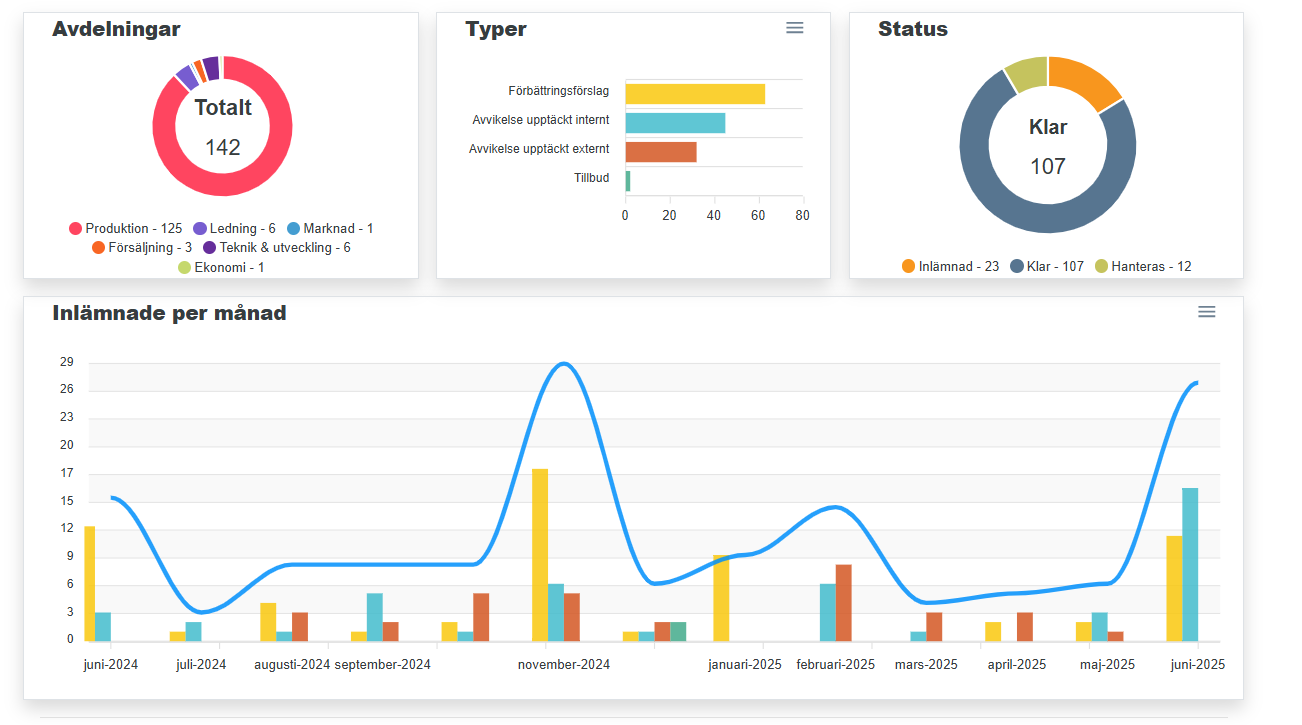 Avdelningar
Totalt
142
Produktion - 125 Ledning - 6 Marknad - 1
Försäljning - 3 Teknik & utveckling - 6
Ekonomi - 1
Typer
Förbättringsförslag
Avvikelse upptäckt internt
Avvikelse upptäckt externt
Tillbud
0 20 40 60 80
Status
Klar
107
Inlämnad - 23 Klar - 107 Hanteras - 12
Inlämnade per månad
29
26
23
20
17
15
12
9
6
3
0
juni-2024 juli-2024 augusti-2024 september-2024 november-2024 januari-2025 februari-2025 mars-2025 april-2025 maj-2025 juni-2025